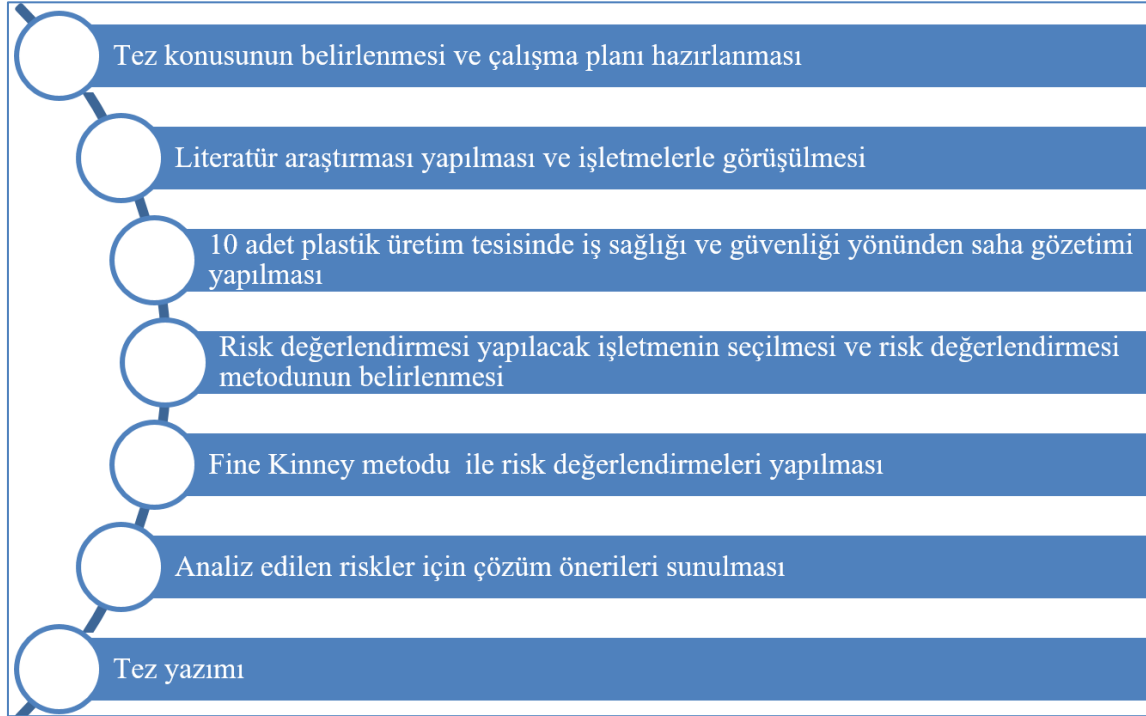 Tez konusunun belirlenmesi ve çalışma planı hazırlanması
Literatür araştırması yapılması ve işletmelerle görüşülmesi
10 adet plastik üretim tesisinde iş sağlığı ve güvenliği yönünden saha gözetimi
yapılması
Risk değerlendirmesi yapılacak işletmenin seçilmesi ve risk değerlendirmesi
metodunun belirlenmesi
Fine Kinney metodu ile risk değerlendirmeleri yapılması
Analiz edilen riskler için çözüm önerileri sunulması
Tez yazımı